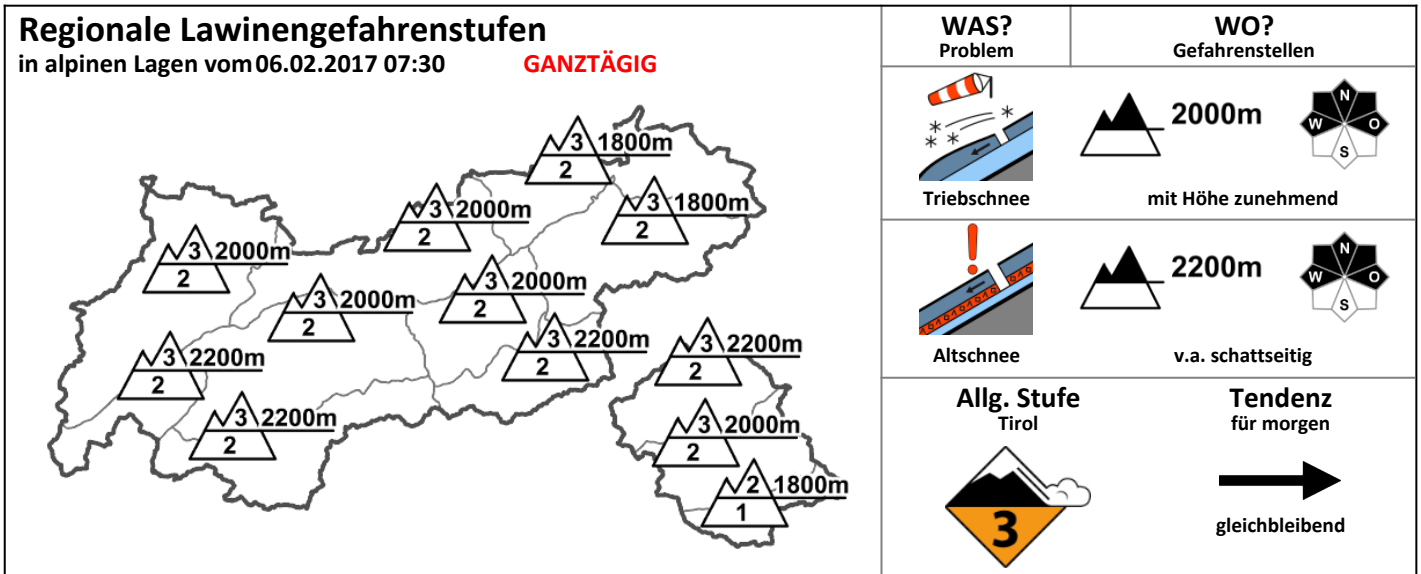 Regionale Lawinengefahrenstufen
in alpinen Lagen vom 06.02.2017 07:30 GANZTÄGIG
3 1800m
2
3 1800m
2
3 2000m
2
3 2000m
2
3 2000m
2
3 2000m
2
3 2200m
2
3 2200m
2
3 2200m
2
3 2200m
2
3 2000m
2
2 1800m
1
WAS?
Problem
WO?
Gefahrenstellen
2000m
N
W O
S
Triebschnee
mit Höhe zunehmend
2200m
N
W O
S
Altschnee
v.a. schattseitig
Allg. Stufe
Tirol
3
Tendenz
für morgen
gleichbleibend